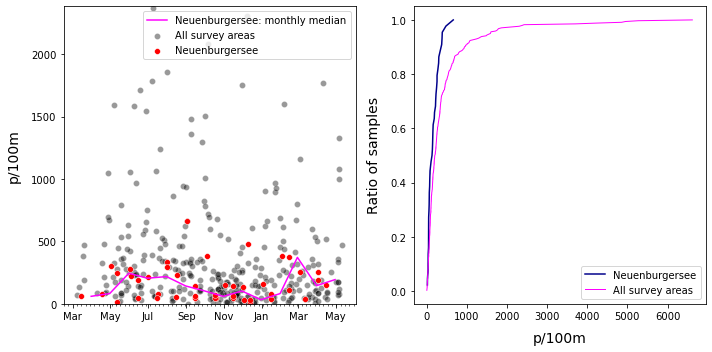 Neuenburgersee: monthly median
All survey areas
Neuenburgersee
p/100m
2000
1500
1000
500
0
Mar May Jul Sep Nov Jan Mar May
Ratio of samples
1.0
0.8
0.6
0.4
0.2
0.0
0 1000 2000 3000 4000 5000 6000
p/100m
Neuenburgersee
All survey areas